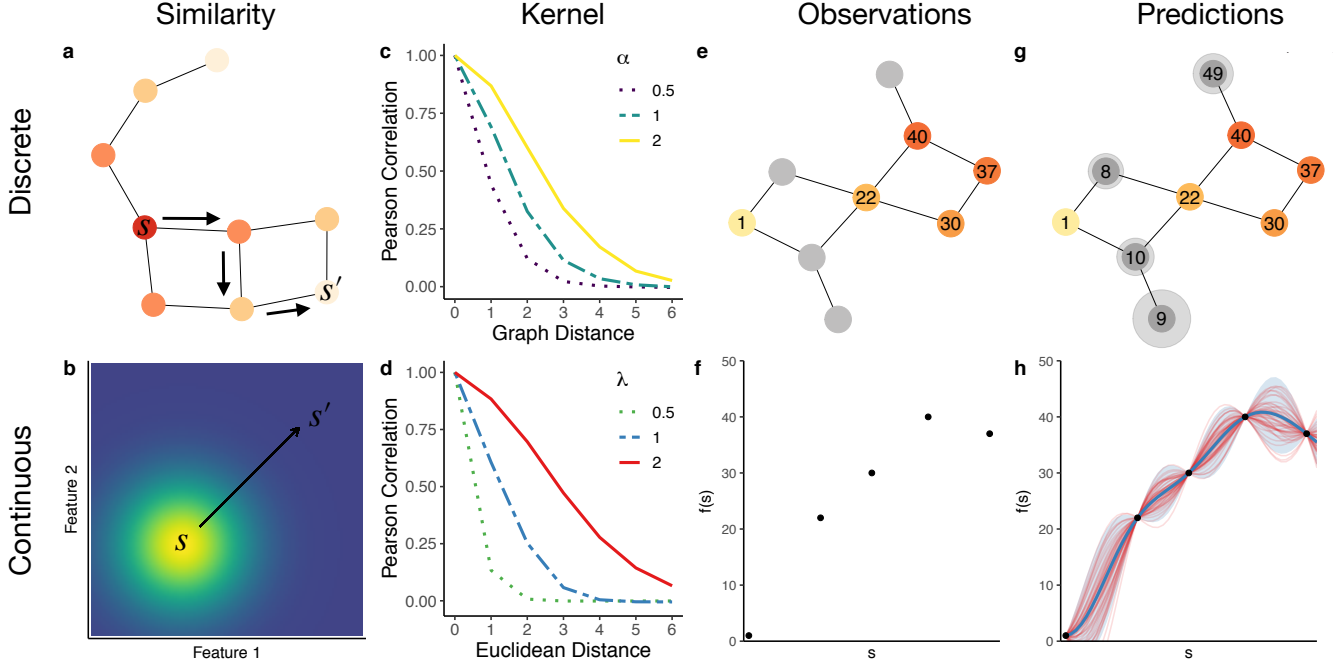 Similarity
Kernel
Observations
Predictions
Discrete
Continuous
a
S
S′
b
Feature 2
S
S′
Feature 1
c
Pearson Correlation
1.00
0.75
0.50
0.25
0.00
0 1 2 3 4 5 6
Graph Distance
α
0.5
1
2
d
Pearson Correlation
1.00
0.75
0.50
0.25
0.00
0 1 2 3 4 5 6
Euclidean Distance
λ
0.5
1
2
e
40
37
22
1
30
f
f(s)
50
40
30
20
10
0
s
g
49
40
8
37
22
1
30
10
9
h
f(s)
50
40
30
20
10
0
s